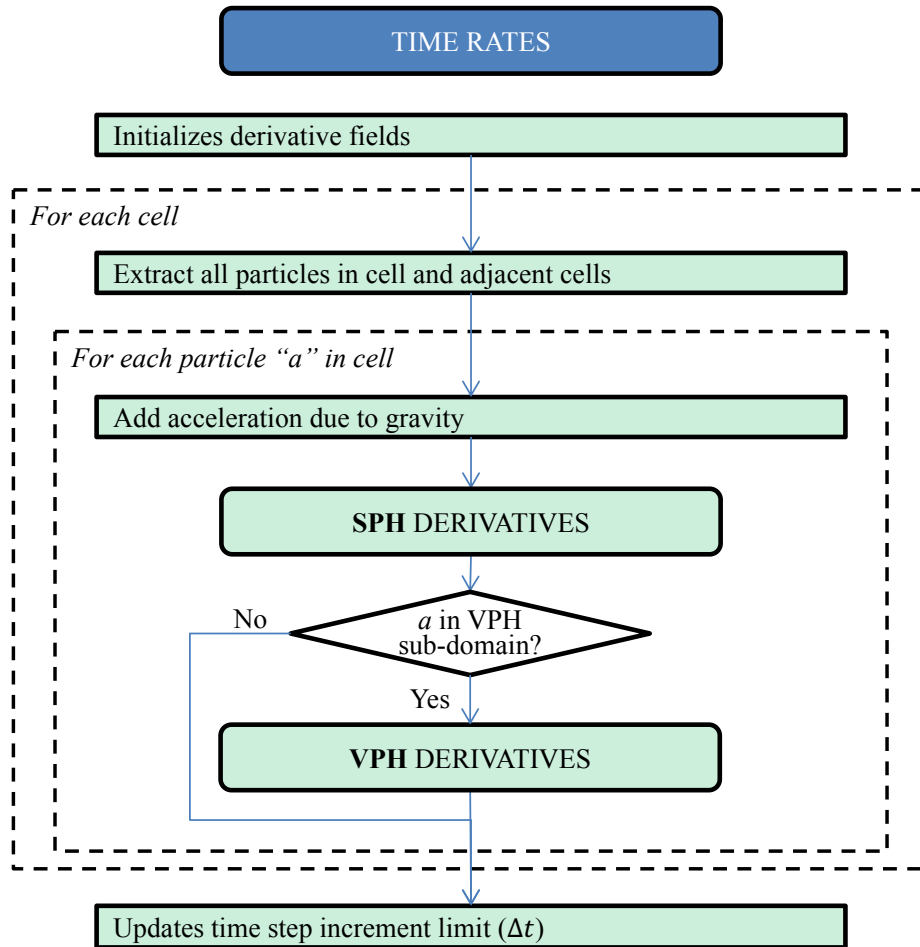 TIME RATES
Initializes derivative fields
For each cell
Extract all particles in cell and adjacent cells
For each particle “a” in cell
Add acceleration due to gravity
SPH DERIVATIVES
No
a in VPH
sub-domain?
Yes
VPH DERIVATIVES
Updates time step increment limit (Δt)